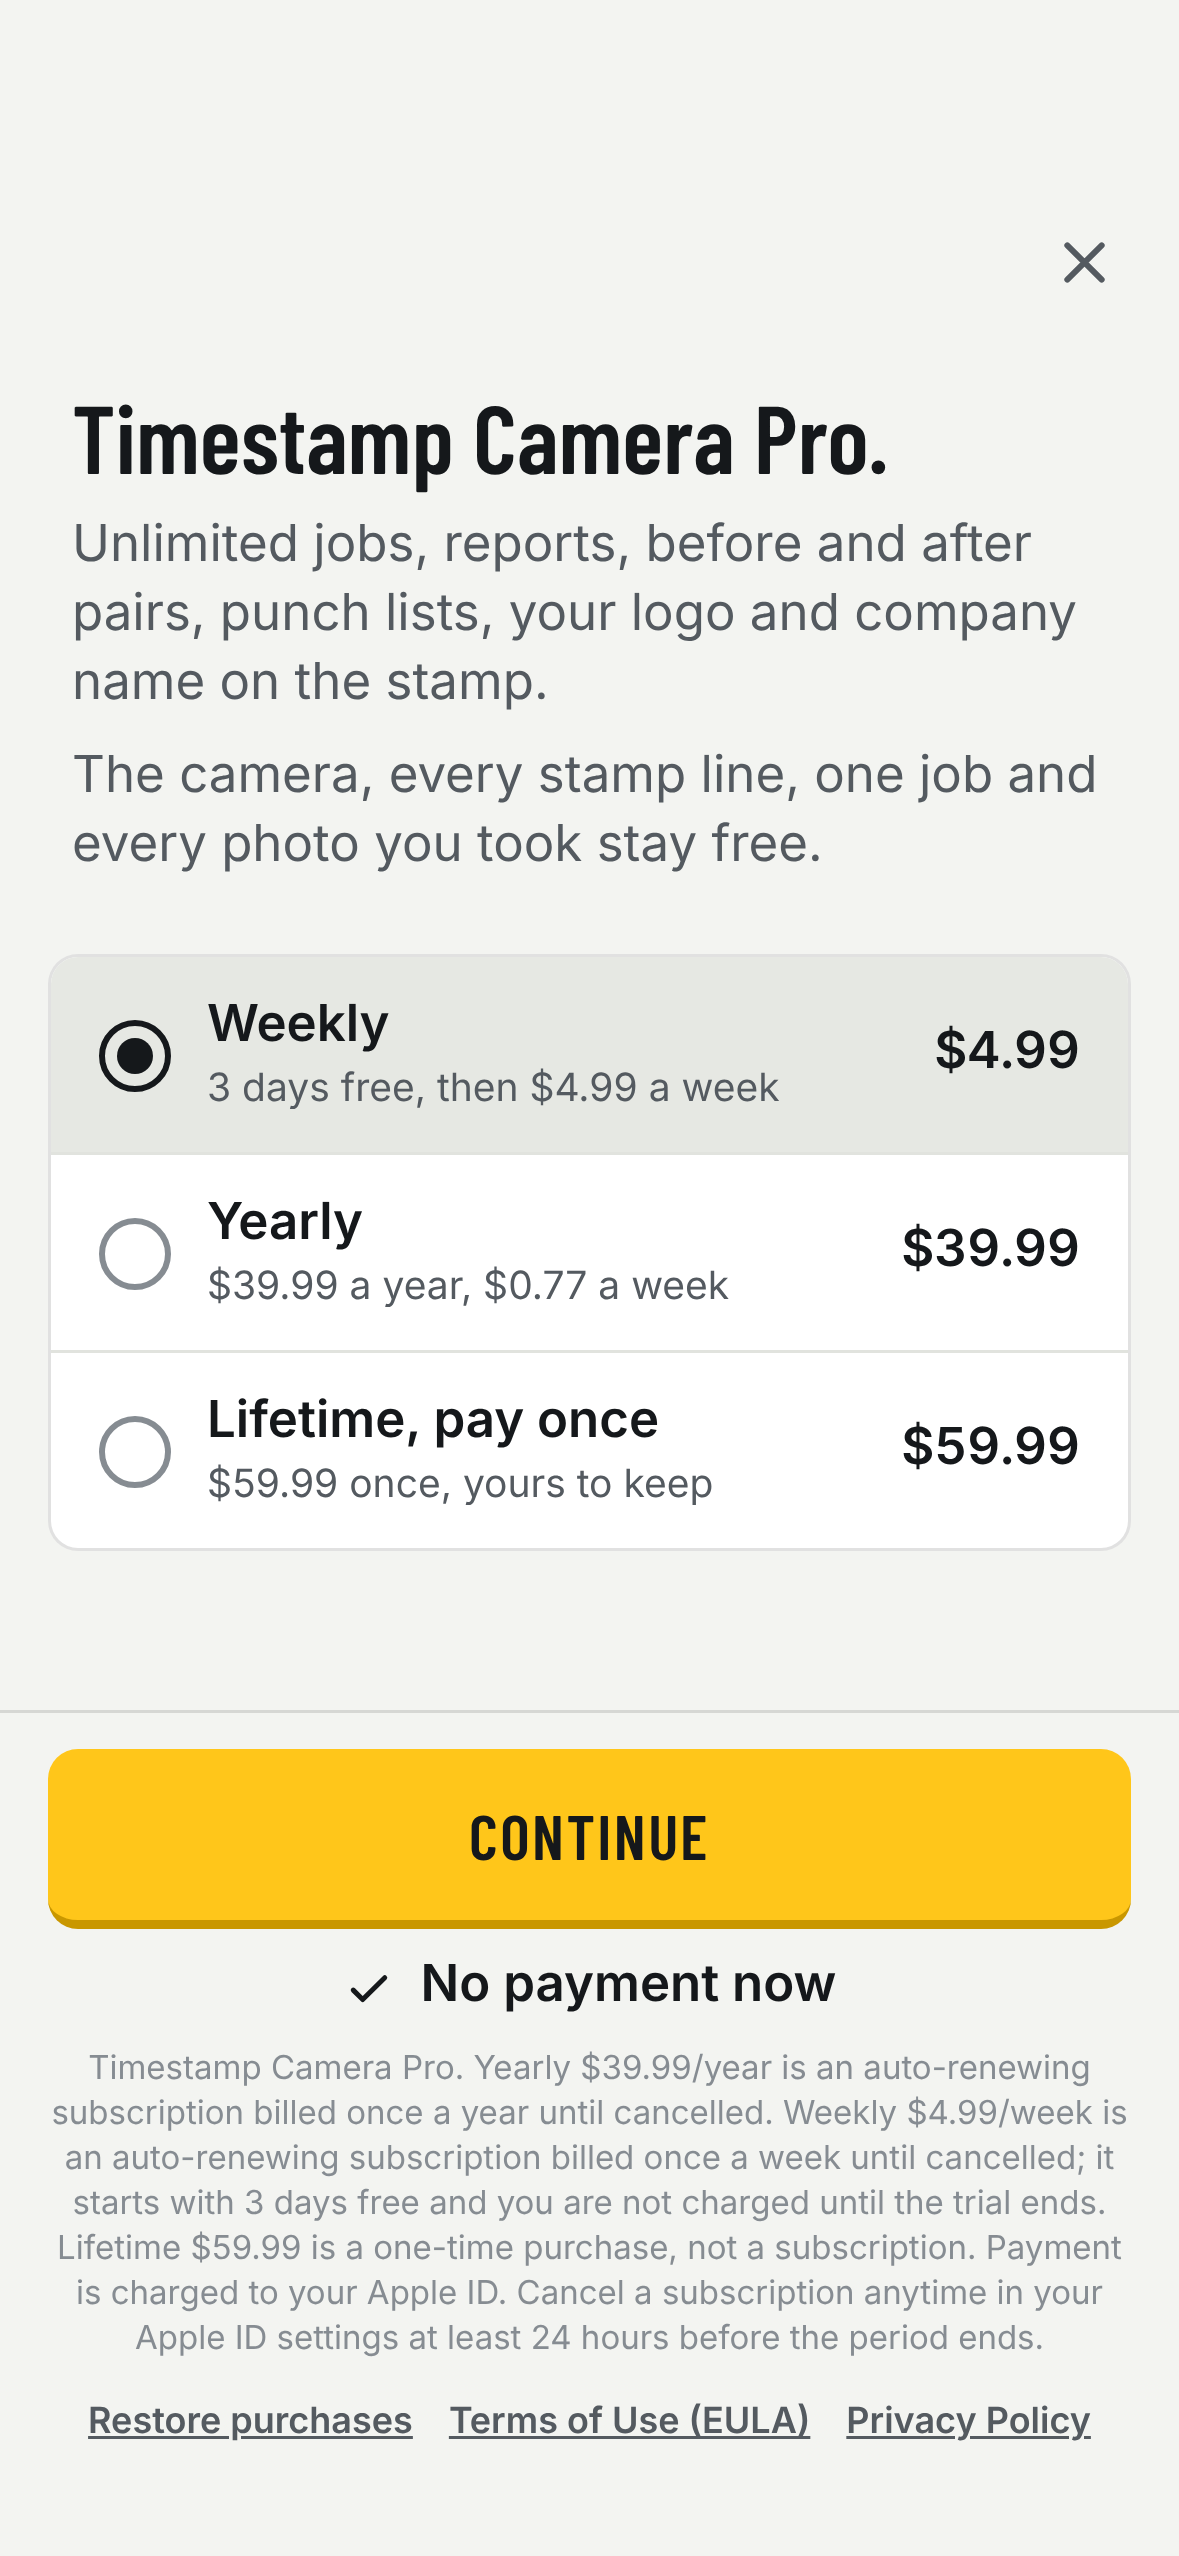 Timestamp Camera Pro.
Unlimited jobs, reports, before and after
pairs, punch lists, your logo and company
name on the stamp.
The camera, every stamp line, one job and
every photo you took stay free.
Weekly
3 days free, then $4.99 a week
$4.99
Yearly
$39.99 a year, $0.77 a week
$39.99
Lifetime, pay once
$59.99 once, yours to keep
$59.99
CONTINUE
No payment now
Timestamp Camera Pro. Yearly $39.99/year is an auto-renewing
subscription billed once a year until cancelled. Weekly $4.99/week is
an auto-renewing subscription billed once a week until cancelled; it
starts with 3 days free and you are not charged until the trial ends.
Lifetime $59.99 is a one-time purchase, not a subscription. Payment
is charged to your Apple ID. Cancel a subscription anytime in your
Apple ID settings at least 24 hours before the period ends.
Restore purchases Terms of Use (EULA) Privacy Policy